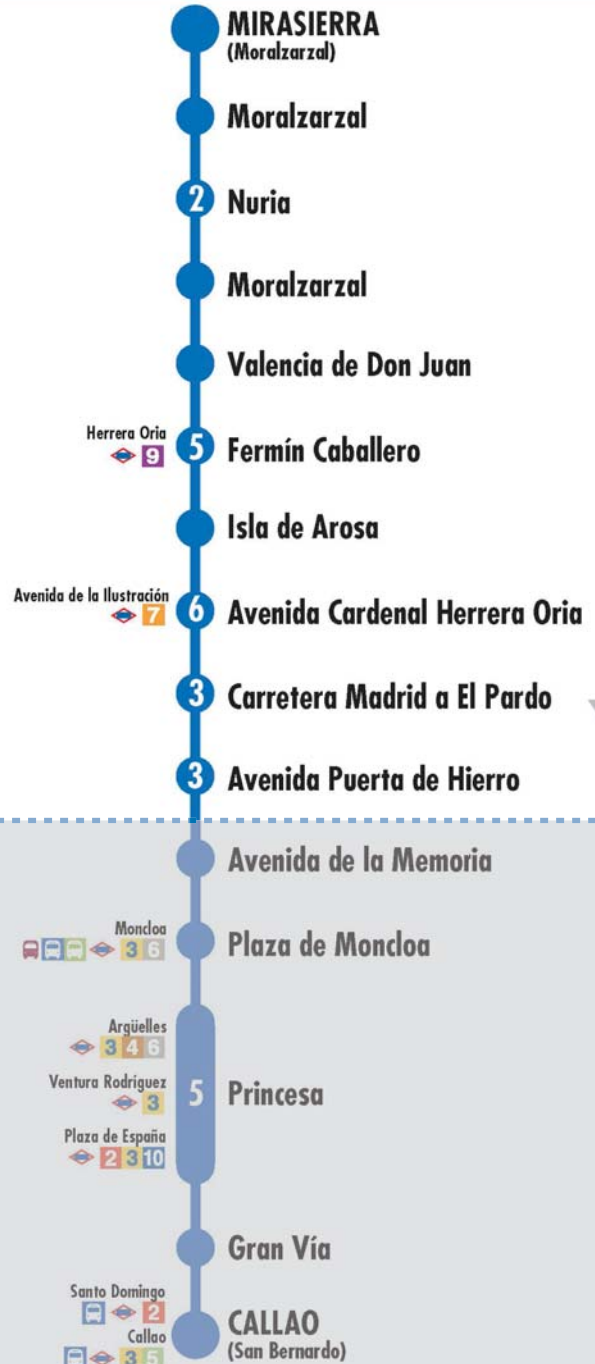 MIRASIERRA
(Moralzarzal)
Moralzarzal
2 Nuria
Moralzarzal
Valencia de Don Juan
Herrera Oria
9
5 Fermín Caballero
Isla de Arosa
Avenida de la Ilustración
7
6 Avenida Cardenal Herrera Oria
3 Carretera Madrid a El Pardo
3 Avenida Puerta de Hierro
Avenida de la Memoria
Moncloa
3 6
Plaza de Moncloa
Argüelles
3 4 6
Ventura Rodríguez
3
5 Princesa
Plaza de España
2 3 10
Gran Vía
Santo Domingo
2
Callao
3 5
CALLAO
(San Bernardo)